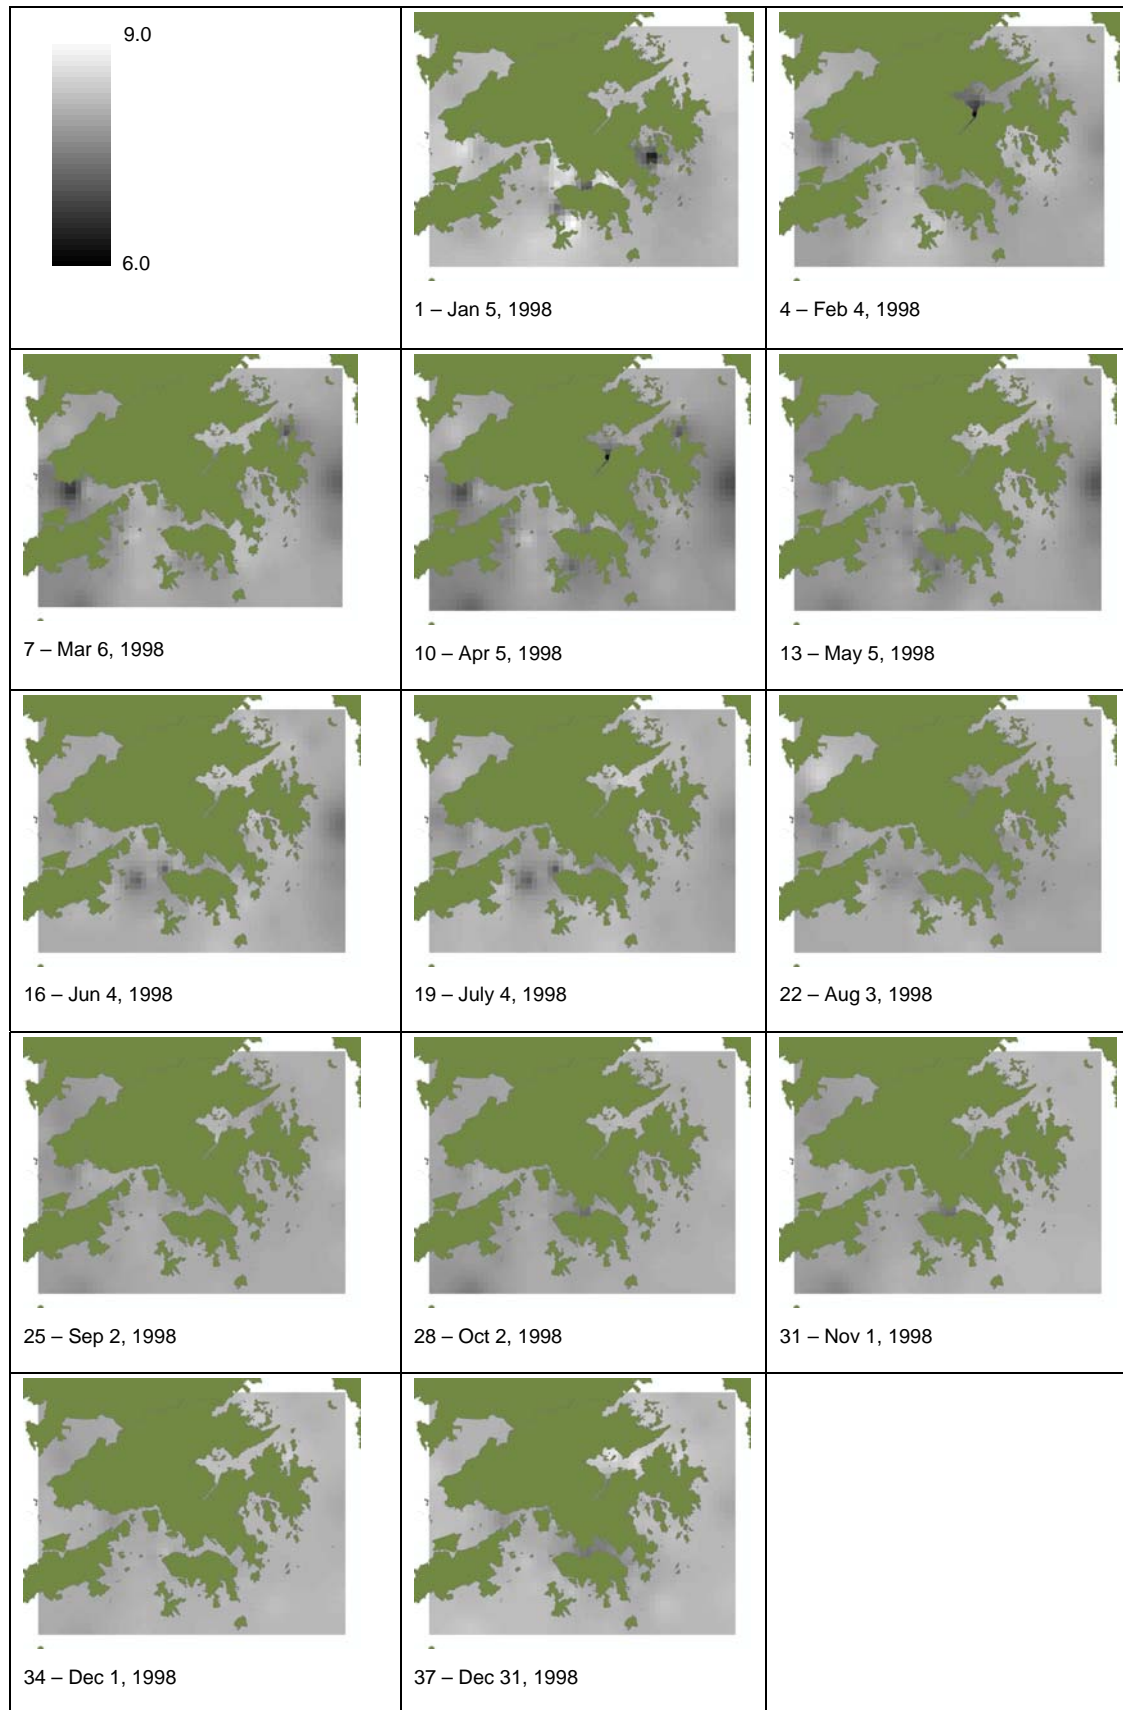 9.0
6.0
1 – Jan 5, 1998
4 – Feb 4, 1998
7 – Mar 6, 1998
10 – Apr 5, 1998
13 – May 5, 1998
16 – Jun 4, 1998
19 – July 4, 1998
22 – Aug 3, 1998
25 – Sep 2, 1998
28 – Oct 2, 1998
31 – Nov 1, 1998
34 – Dec 1, 1998
37 – Dec 31, 1998